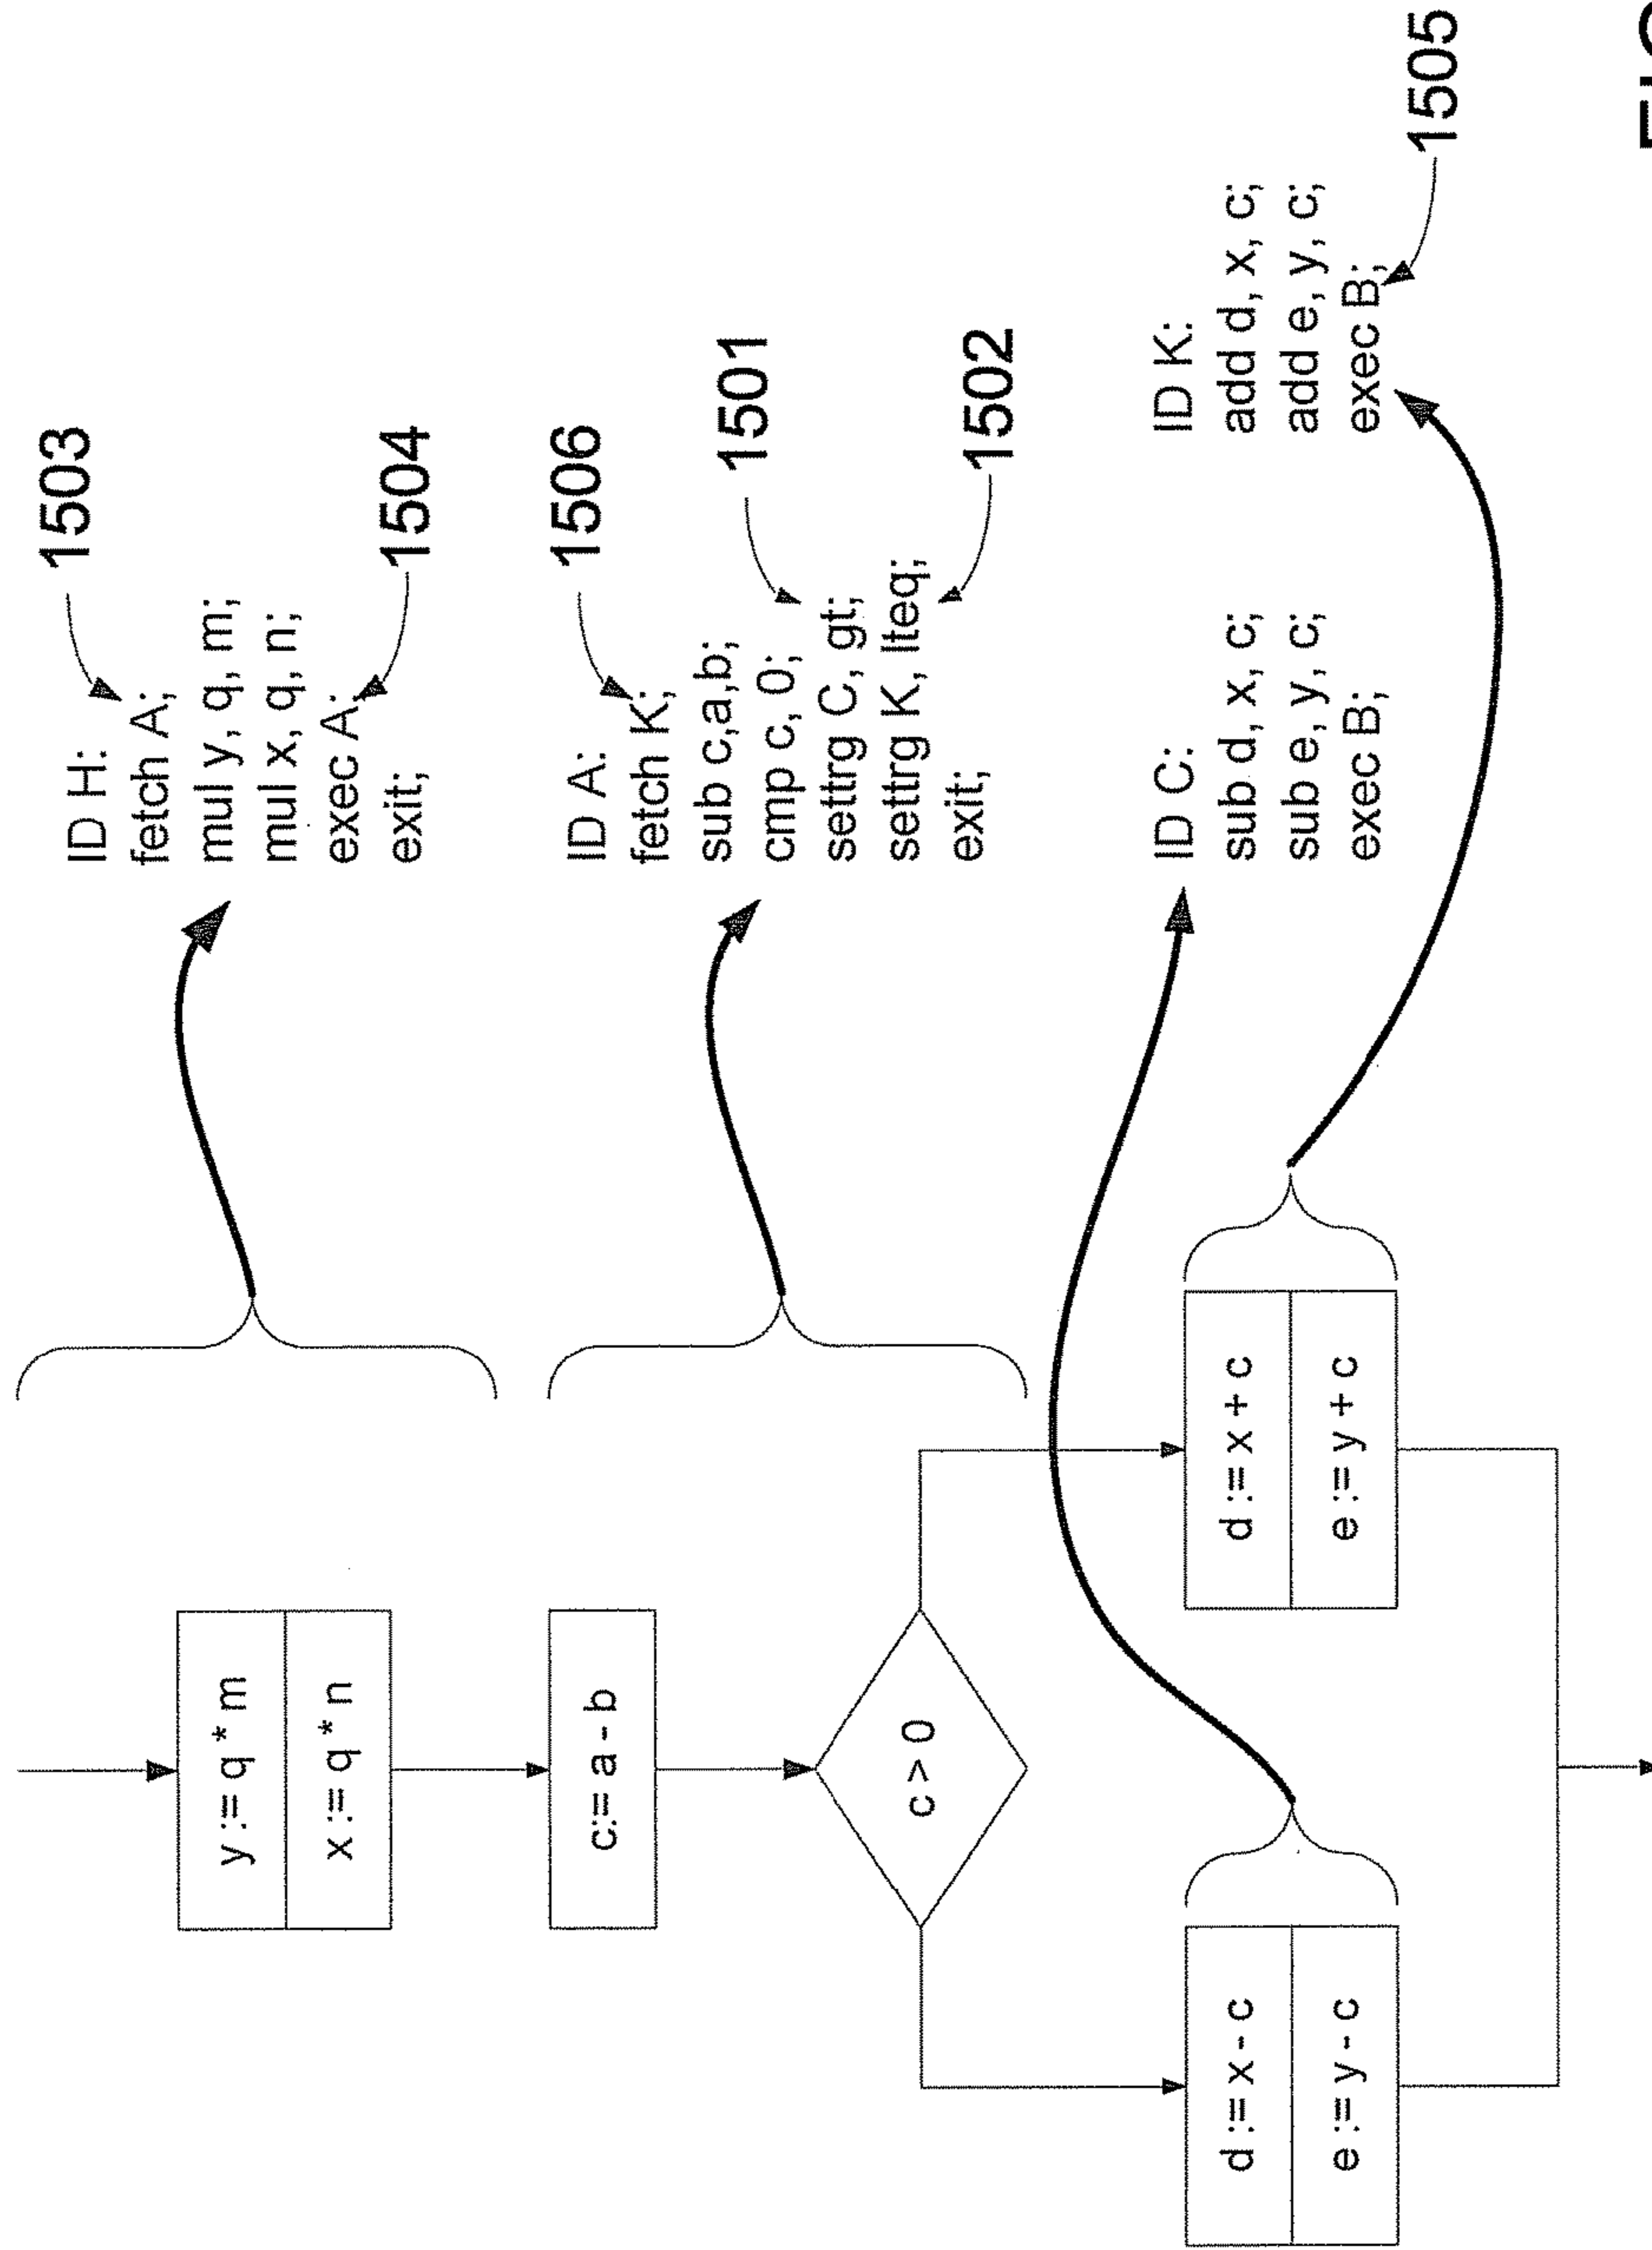 y := q * m
x := q * n
c:= a - b
c > 0
d := x - c
e := y - c
d := x + c
e := y + c
1503
ID H:
fetch A;
mul y, q, m;
mul x, q, n;
exec A;
exit;
1504
1506
ID A:
fetch K;
sub c,a,b;
cmp c, 0;
settrg C, gt;
settrg K, lteq;
exit;
1501
1502
ID C:
sub d, x, c;
sub e, y, c;
exec B;
ID K:
add d, x, c;
add e, y, c;
exec B;
1505